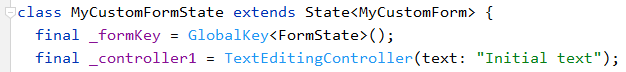 class MyCustomFormState extends State<MyCustomForm> {
  final _formKey = GlobalKey<FormState>();
  final _controller1 = TextEditingController(text: "Initial text");